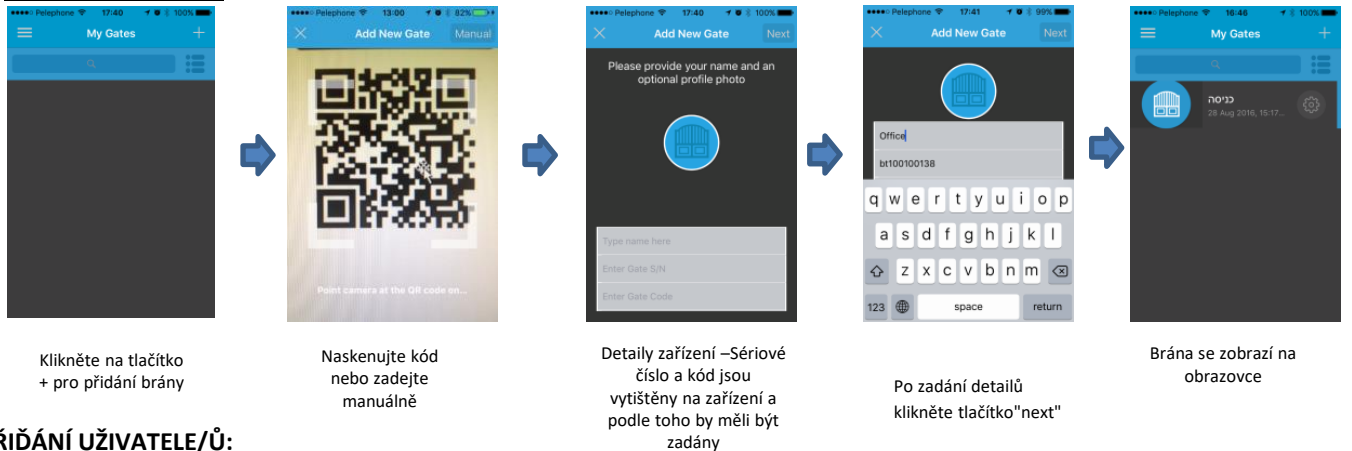 Pelephone 17:40 100%
My Gates +
Klikněte na tlačítko
+ pro přidání brány
Pelephone 13:00 82%
Add New Gate Manual
Point camera at the QR code on...
Naskenujte kód
nebo zadejte
manuálně
Pelephone 17:40 100%
Add New Gate Next
Please provide your name and an
optional profile photo
Type name here
Enter Gate S/N
Enter Gate Code
Detaily zařízení –Sériové
číslo a kód jsou
vytištěny na zařízení a
podle toho by měli být
zadány
Pelephone 17:41 99%
Add New Gate Next
Office
bt100100138
q w e r t y u i o p
a s d f g h j k l
z x c v b n m
123 space return
Po zadání detailů
klikněte tlačítko"next"
Pelephone 16:46 100%
My Gates +
כניסה
28 Aug 2016, 15:17...
Brána se zobrazí na
obrazovce
ŘIĎÁNÍ UŽIVATELE/Ů: